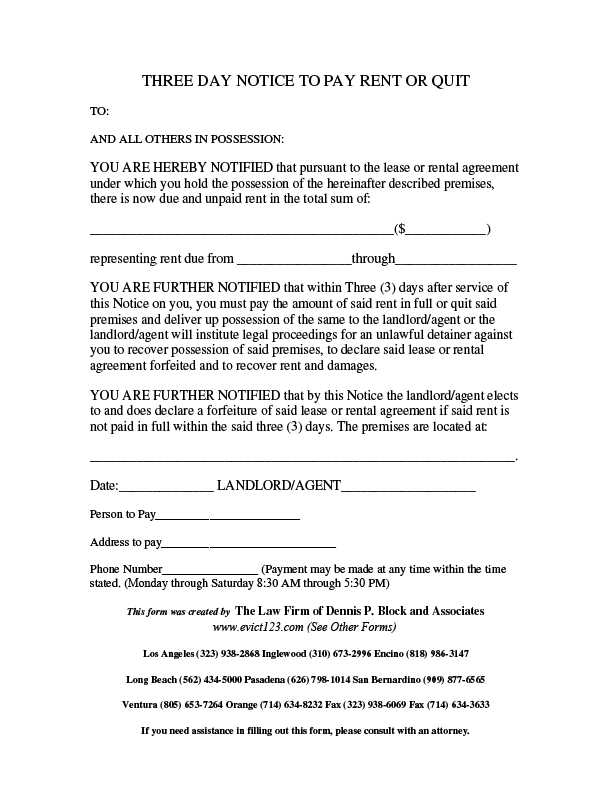 THREE DAY NOTICE TO PAY RENT OR QUIT
TO:
AND ALL OTHERS IN POSSESSION:
YOU ARE HEREBY NOTIFIED that pursuant to the lease or rental agreement
under which you hold the possession of the hereinafter described premises,
there is now due and unpaid rent in the total sum of:
_____________________________________________($____________)
representing rent due from _________________through__________________
YOU ARE FURTHER NOTIFIED that within Three (3) days after service of
this Notice on you, you must pay the amount of said rent in full or quit said
premises and deliver up possession of the same to the landlord/agent or the
landlord/agent will institute legal proceedings for an unlawful detainer against
you to recover possession of said premises, to declare said lease or rental
agreement forfeited and to recover rent and damages.
YOU ARE FURTHER NOTIFIED that by this Notice the landlord/agent elects
to and does declare a forfeiture of said lease or rental agreement if said rent is
not paid in full within the said three (3) days. The premises are located at:
_______________________________________________________________.
Date:______________ LANDLORD/AGENT____________________
Person to Pay________________________
Address to pay_____________________________
Phone Number________________ (Payment may be made at any time within the time
stated. (Monday through Saturday 8:30 AM through 5:30 PM)
This form was created by The Law Firm of Dennis P. Block and Associates
www.evict123.com (See Other Forms)
Los Angeles (323) 938-2868 Inglewood (310) 673-2996 Encino (818) 986-3147
Long Beach (562) 434-5000 Pasadena (626) 798-1014 San Bernardino (909) 877-6565
Ventura (805) 653-7264 Orange (714) 634-8232 Fax (323) 938-6069 Fax (714) 634-3633
If you need assistance in filling out this form, please consult with an attorney.